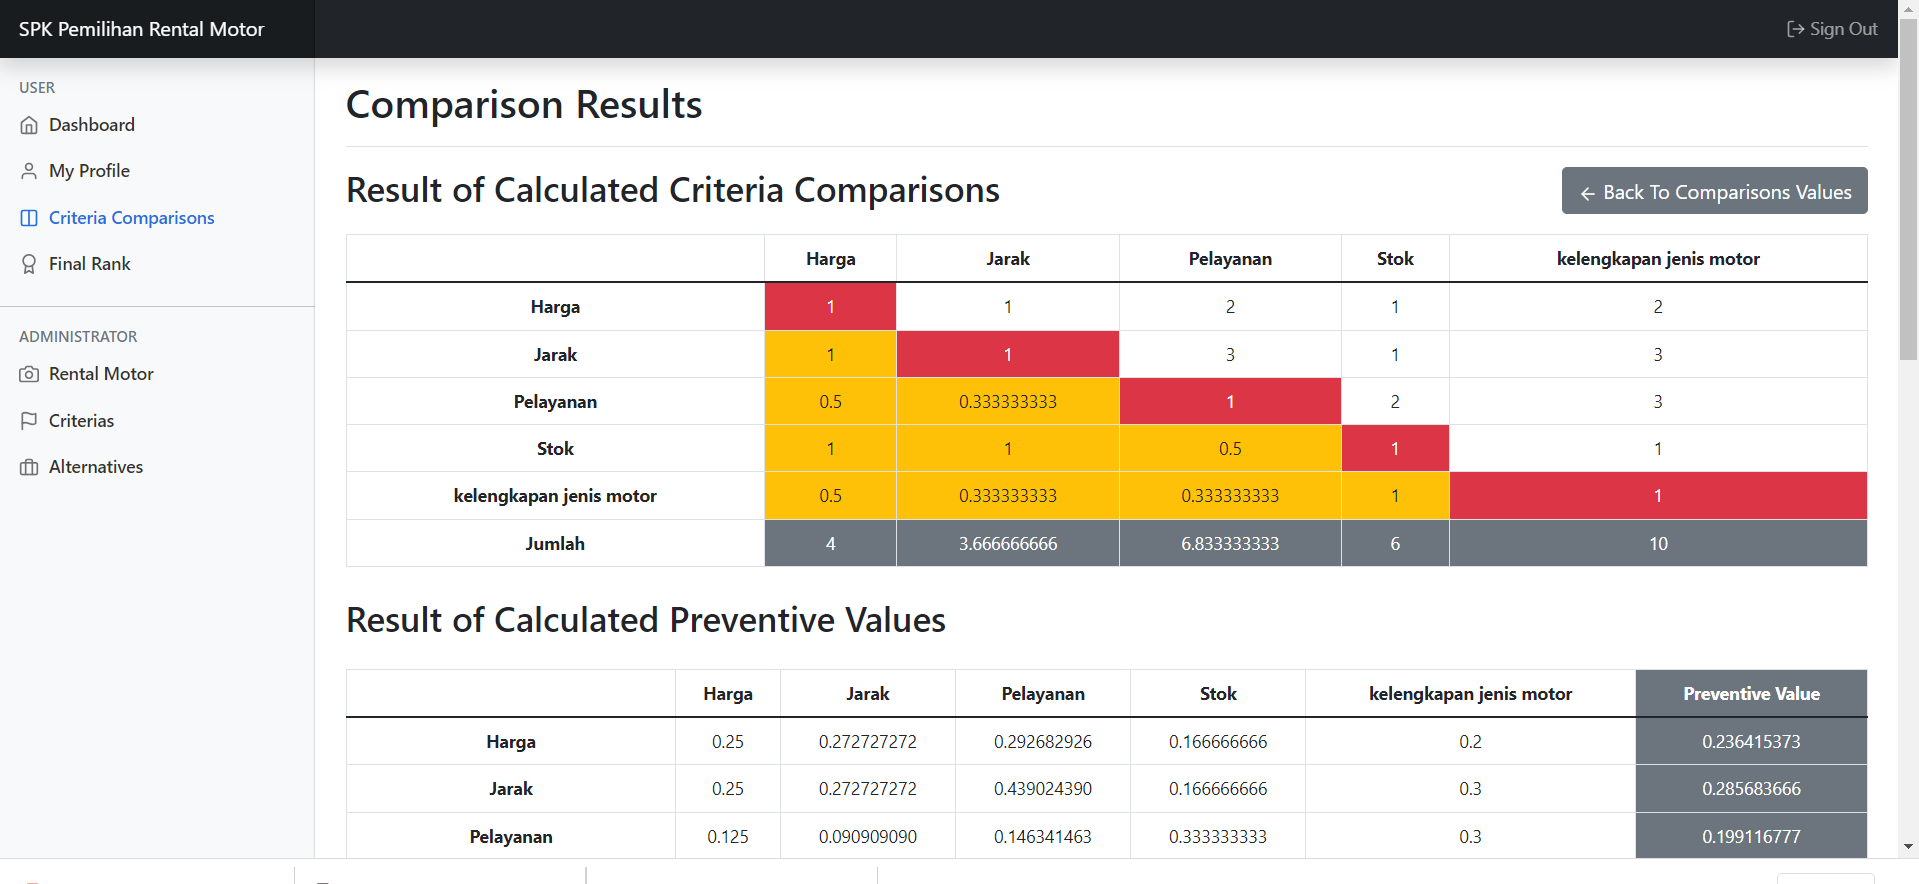 SPK Pemilihan Rental Motor
Sign Out
USER
Dashboard
My Profile
Criteria Comparisons
Final Rank
ADMINISTRATOR
Rental Motor
Criterias
Alternatives
Comparison Results
Result of Calculated Criteria Comparisons
Back To Comparisons Values
Harga Jarak Pelayanan Stok kelengkapan jenis motor
Harga 1 1 2 1 2
Jarak 1 1 3 1 3
Pelayanan 0.5 0.333333333 1 2 3
Stok 1 1 0.5 1 1
kelengkapan jenis motor 0.5 0.333333333 0.333333333 1 1
Jumlah 4 3.666666666 6.833333333 6 10
Result of Calculated Preventive Values
Harga Jarak Pelayanan Stok kelengkapan jenis motor Preventive Value
Harga 0.25 0.272727272 0.292682926 0.166666666 0.2 0.236415373
Jarak 0.25 0.272727272 0.439024390 0.166666666 0.3 0.285683666
Pelayanan 0.125 0.090909090 0.146341463 0.333333333 0.3 0.199116777